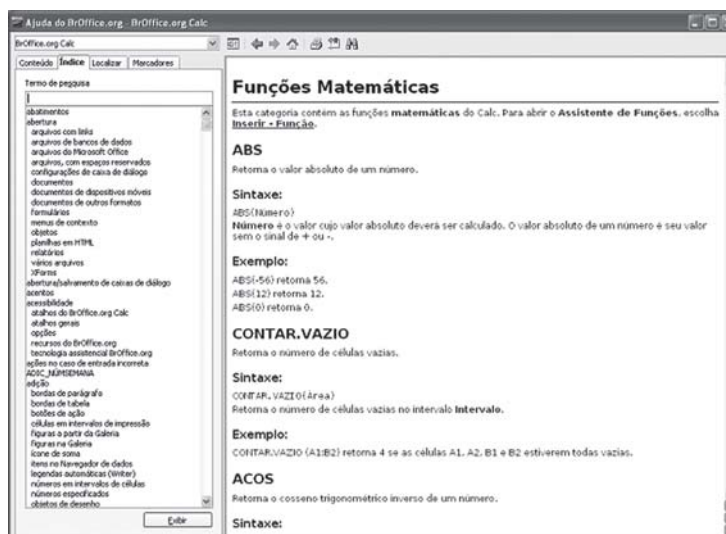 Ajuda do BrOffice.org - BrOffice.org Calc
BrOffice.org Calc
Conteúdo Índice Localizar Marcadores
Termo de pesquisa
abatimentos
abertura
arquivos com links
arquivos de bancos de dados
arquivos do Microsoft Office
arquivos, com espaços reservados
configurações de caixa de diálogo
documentos
documentos de dispositivos móveis
documentos de outros formatos
formulários
menus de contexto
objetos
planilhas em HTML
relatórios
vários arquivos
XForms
abertura/salvamento de caixas de diálogo
acentos
acessibilidade
atalhos do BrOffice.org Calc
atalhos gerais
opções
recursos do BrOffice.org
tecnologia assistencial BrOffice.org
ações no caso de entrada incorreta
ADIC_NÚMSEMANA
adição
bordas de parágrafo
bordas de tabela
botões de ação
células em intervalos de impressão
figuras a partir da Galeria
figuras na Galeria
ícone de soma
itens no Navegador de dados
legendas automáticas (Writer)
números em intervalos de células
números especificados
objetos de desenho
Exibir
Funções Matemáticas
Esta categoria contém as funções matemáticas do Calc. Para abrir o Assistente de Funções, escolha
Inserir - Função.
ABS
Retorna o valor absoluto de um número.
Sintaxe:
ABS(Número)
Número é o valor cujo valor absoluto deverá ser calculado. O valor absoluto de um número é seu valor
sem o sinal de + ou -.
Exemplo:
ABS(-56) retorna 56.
ABS(12) retorna 12.
ABS(0) retorna 0.
CONTAR.VAZIO
Retorna o número de células vazias.
Sintaxe:
CONTAR.VAZIO(Área)
Retorna o número de células vazias no intervalo Intervalo.
Exemplo:
CONTAR.VAZIO (A1:B2) retorna 4 se as células A1, A2, B1 e B2 estiverem todas vazias.
ACOS
Retorna o cosseno trigonométrico inverso de um número.
Sintaxe: